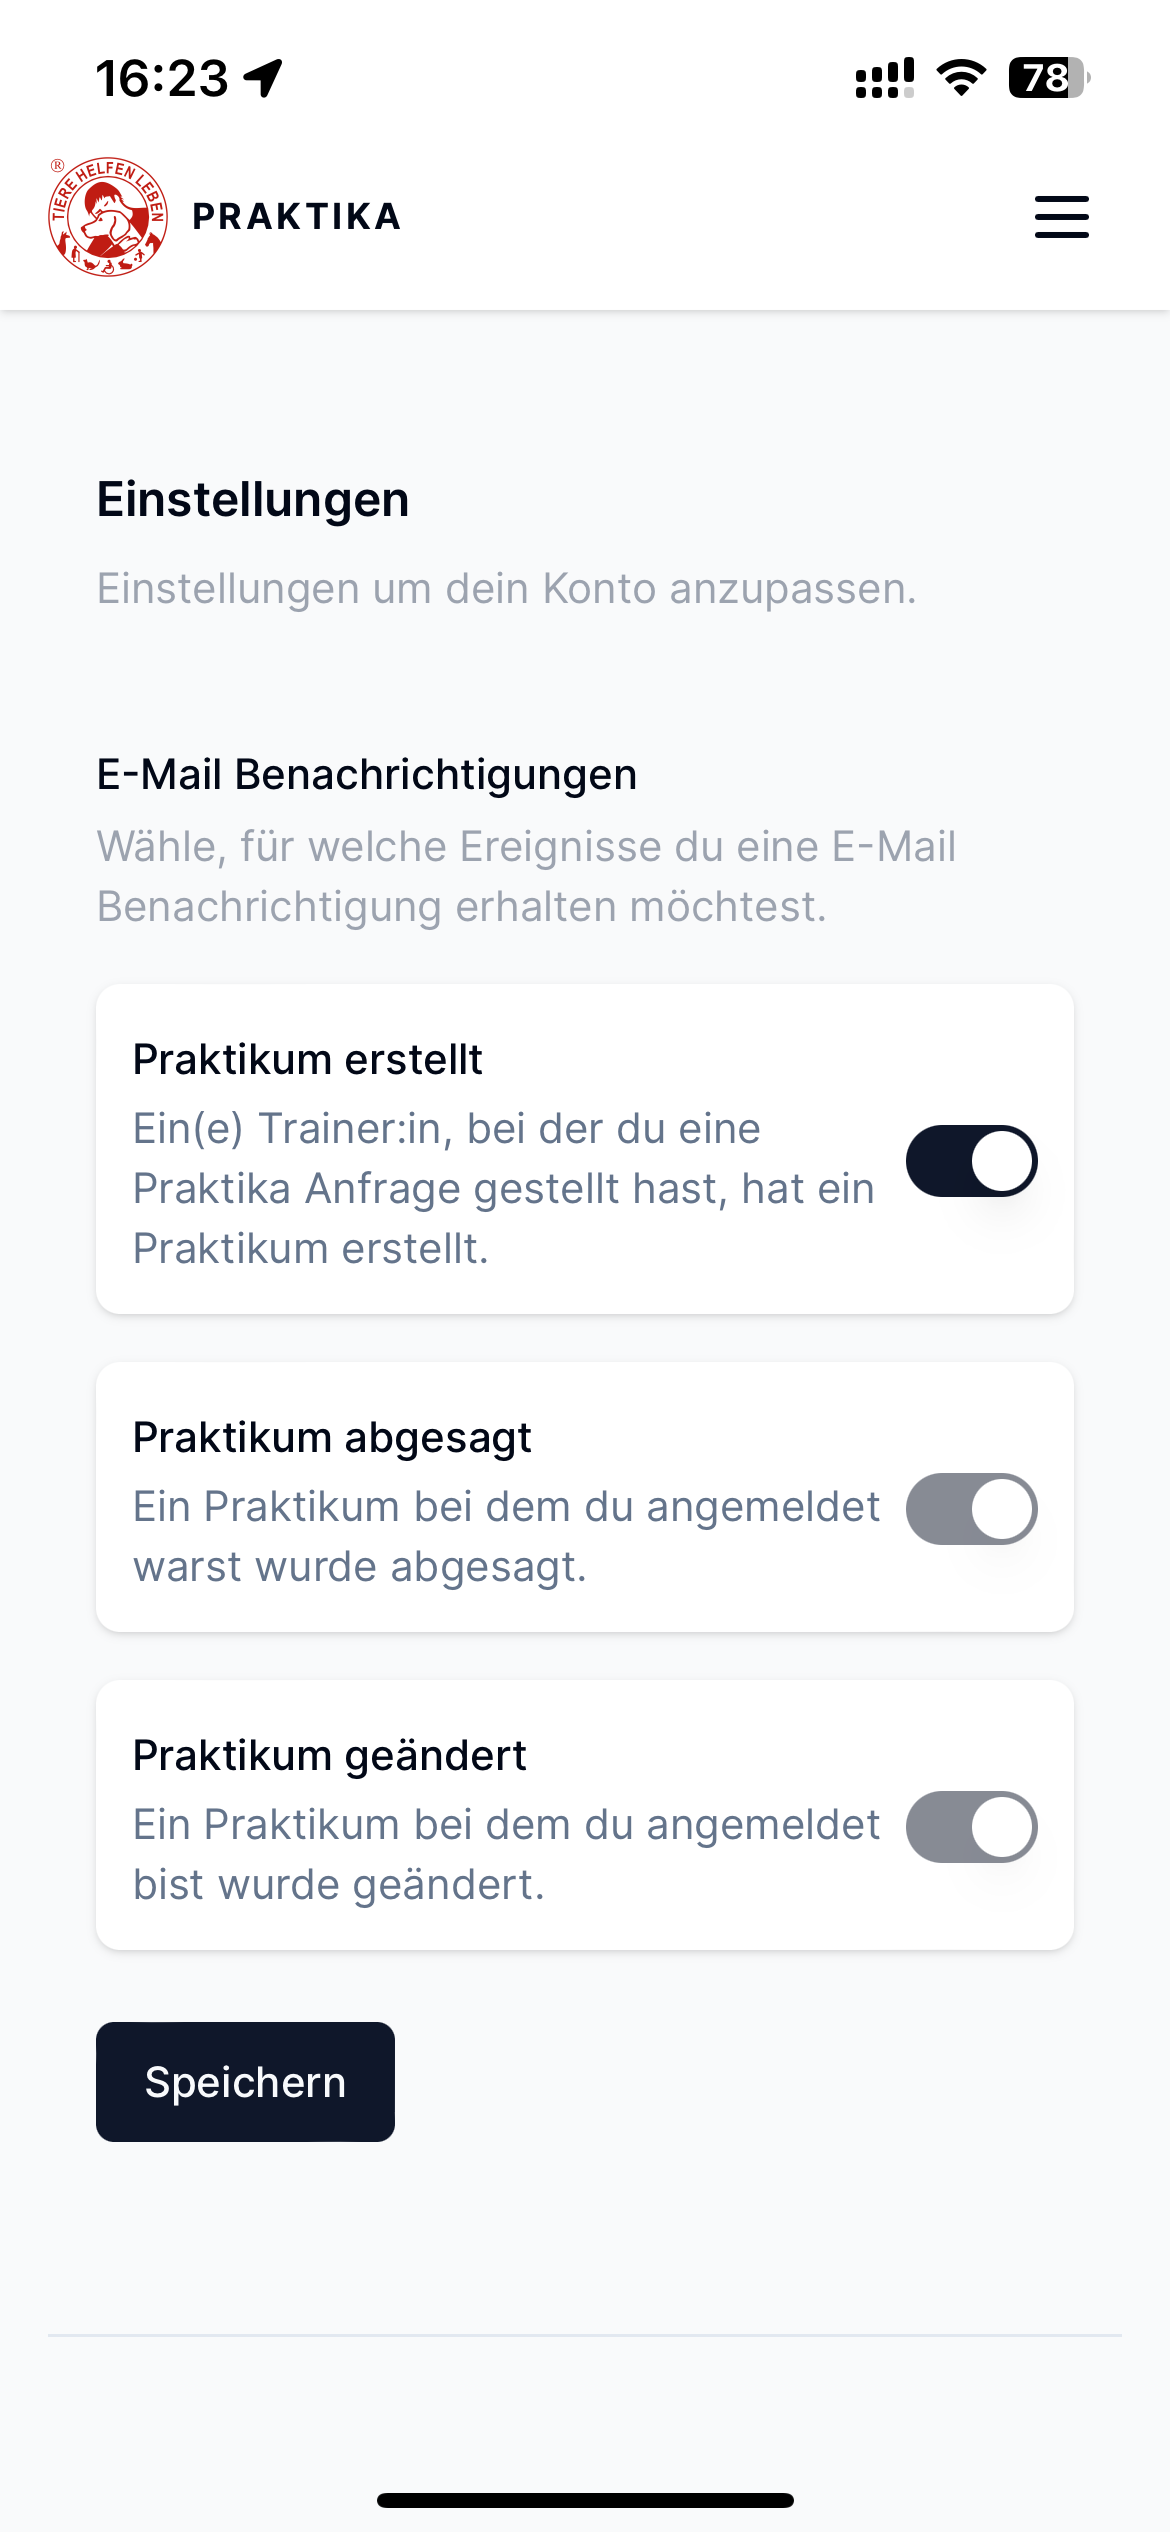 16:23
78
®
TIERE HELFEN LEBEN
PRAKTIKA
Einstellungen
Einstellungen um dein Konto anzupassen.
E-Mail Benachrichtigungen
Wähle, für welche Ereignisse du eine E-Mail
Benachrichtigung erhalten möchtest.
Praktikum erstellt
Ein(e) Trainer:in, bei der du eine
Praktika Anfrage gestellt hast, hat ein
Praktikum erstellt.
Praktikum abgesagt
Ein Praktikum bei dem du angemeldet
warst wurde abgesagt.
Praktikum geändert
Ein Praktikum bei dem du angemeldet
bist wurde geändert.
Speichern